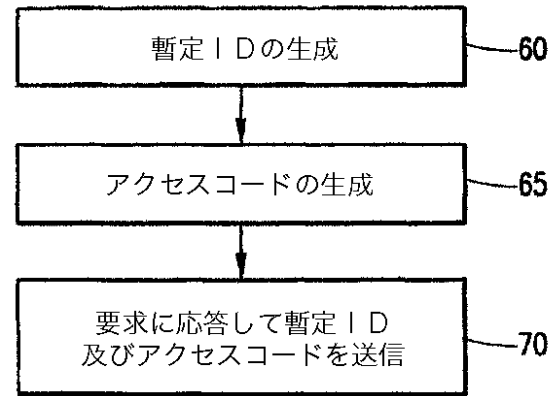 暫定IDの生成
60
アクセスコードの生成
65
要求に応答して暫定ID
及びアクセスコードを送信
70